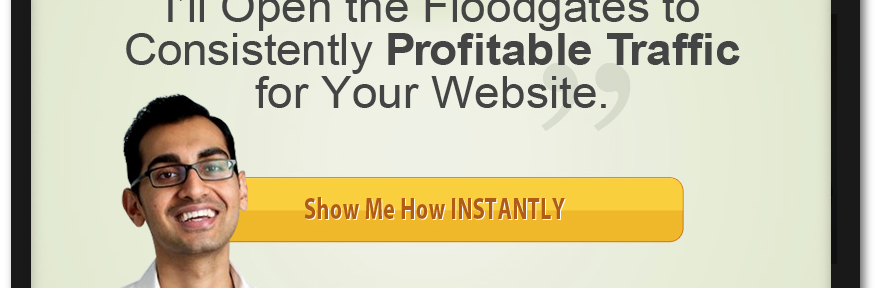 I'll Open the Floodgates to
Consistently Profitable Traffic
for Your Website.
”
Show Me How INSTANTLY